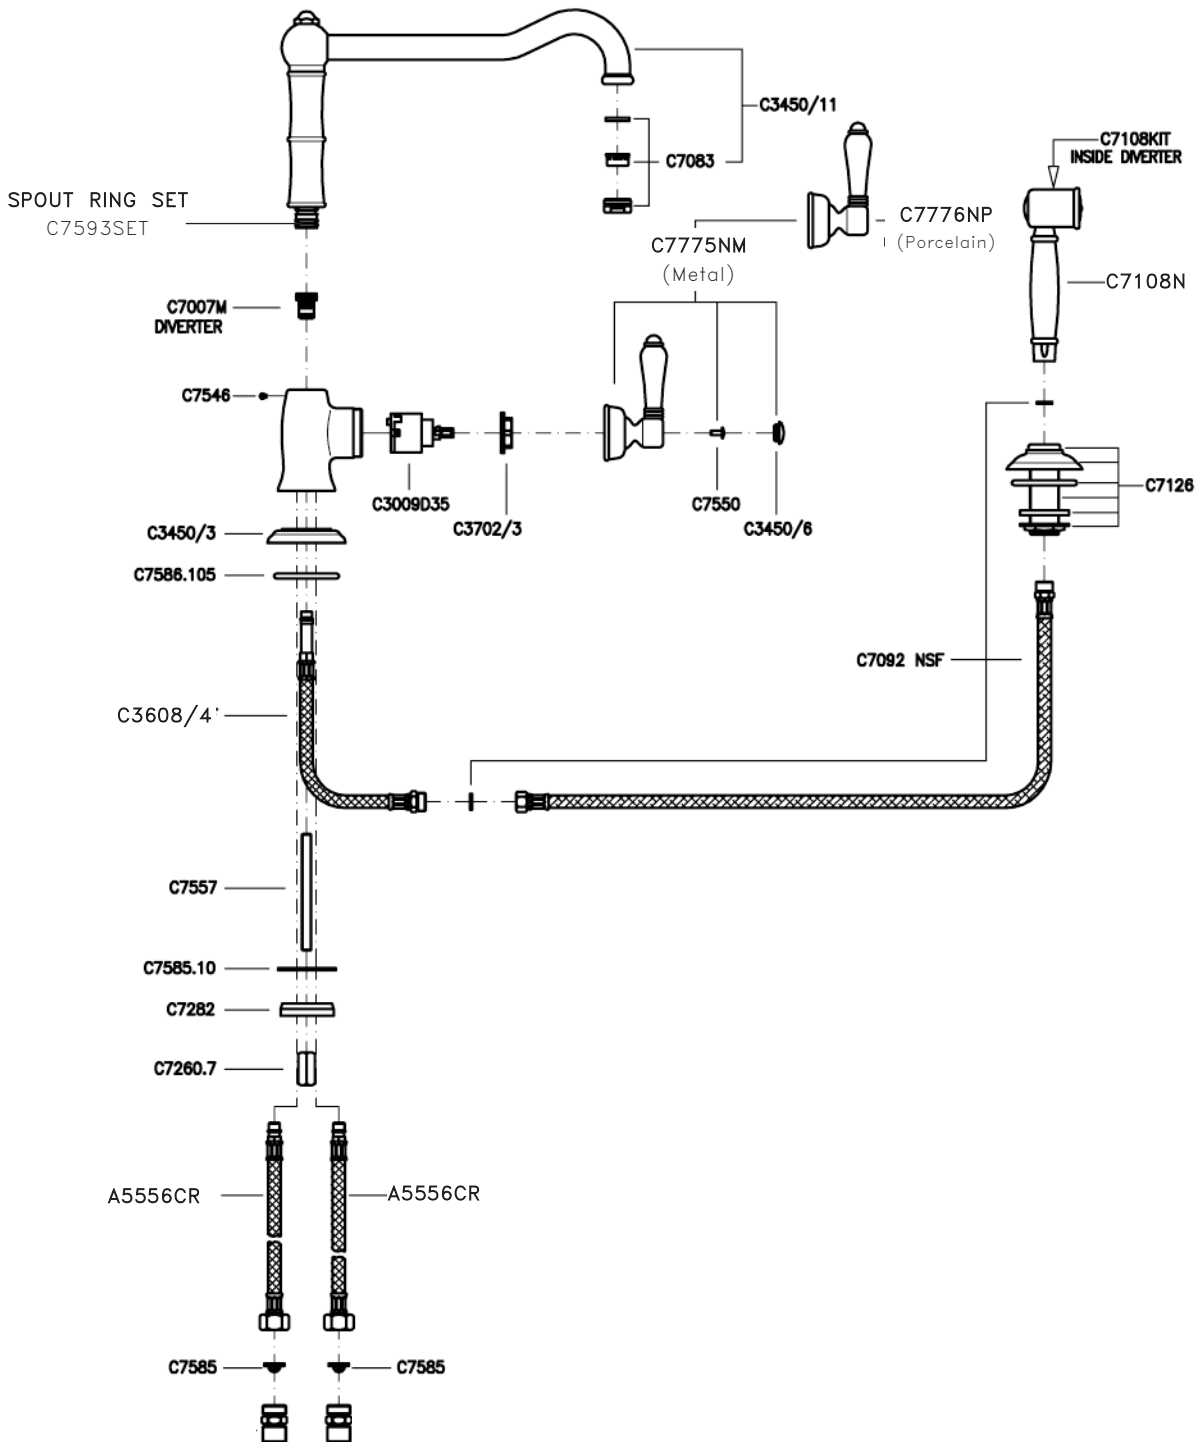 C3450/11
C7083
C7108KIT
INSIDE DIVERTER
SPOUT RING SET
C7593SET
C7776NP
(Porcelain)
C7775NM
(Metal)
C7108N
C7007M
DIVERTER
C7546
C3009D35
C3702/3
C7550
C3450/6
C7126
C3450/3
C7586.105
C7092 NSF
C3608/4'
C7557
C7585.10
C7282
C7260.7
A5556CR
A5556CR
C7585
C7585